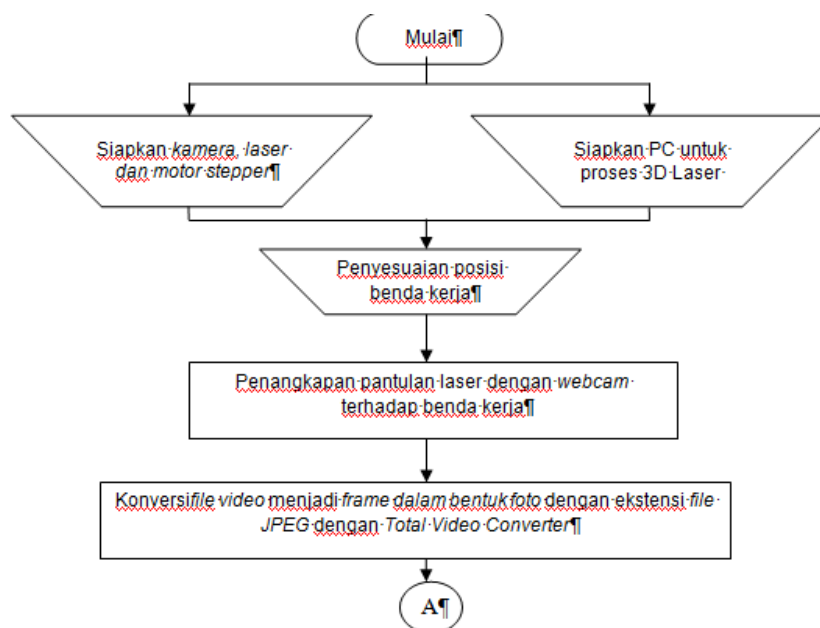 Mulai¶
Siapkan·kamera,·laser·
dan·motor·stepper¶
Siapkan·PC·untuk·
proses·3D·Laser·
Penyesuaian·posisi·
benda·kerja¶
Penangkapan·pantulan·laser·dengan·webcam·
terhadap·benda·kerja¶
Konversifile·video·menjadi·frame·dalam·bentuk·foto·dengan·ekstensi·file·
JPEG·dengan·Total·Video·Converter¶
A¶